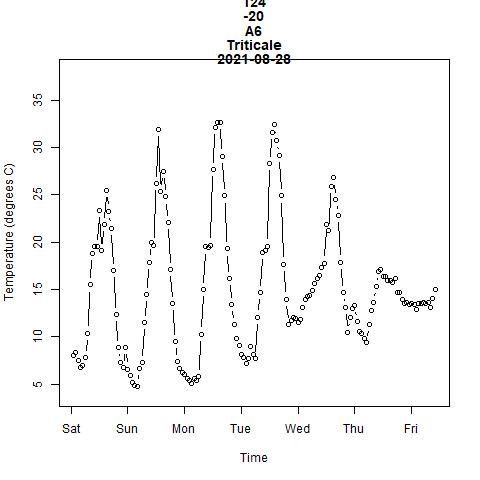 124
-20
A6
Triticale
2021-08-28
35
30
25
20
15
10
5
Temperature (degrees C)
Sat Sun Mon Tue Wed Thu Fri
Time